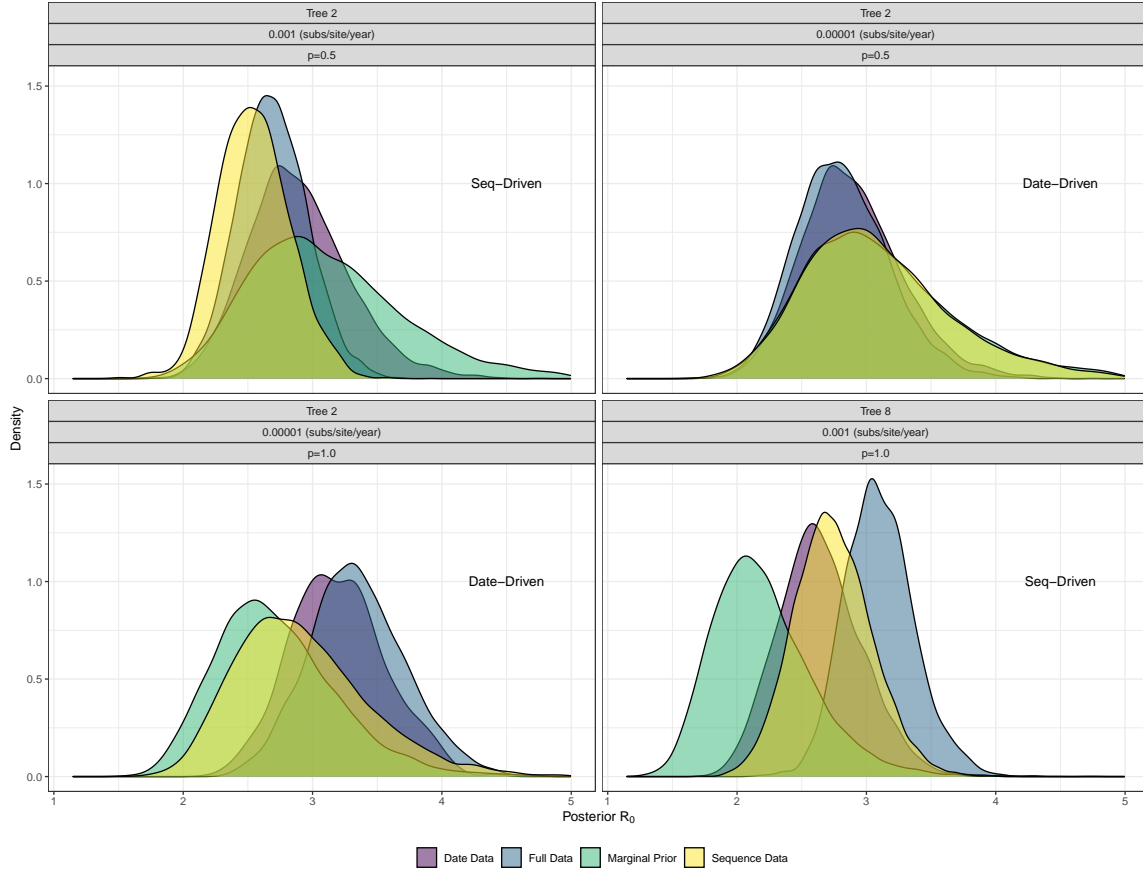 Tree 2
0.001 (subs/site/year)
p=0.5
Tree 2
0.00001 (subs/site/year)
p=0.5
1.5
1.0
0.5
0.0
Seq−Driven
Date−Driven
Tree 2
0.00001 (subs/site/year)
p=1.0
Tree 8
0.001 (subs/site/year)
p=1.0
1.5
1.0
0.5
0.0
Date−Driven
Seq−Driven
Density
1 2 3 4 5
1 2 3 4 5
Posterior R₀
Date Data Full Data Marginal Prior Sequence Data